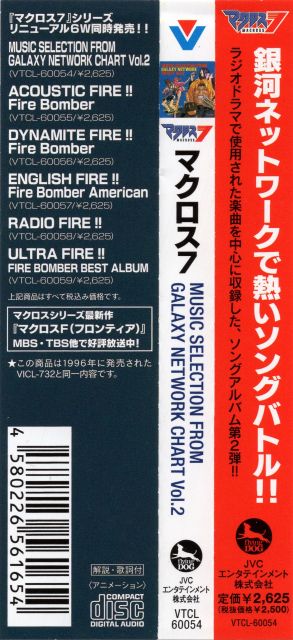 『マクロス7』シリーズ
リニューアル6W同時発売!!
MUSIC SELECTION FROM
GALAXY NETWORK CHART Vol.2
(VTCL-60054/¥2,625)
ACOUSTIC FIRE!!
Fire Bomber
(VTCL-60055/¥2,625)
DYNAMITE FIRE!!
Fire Bomber
(VTCL-60056/¥2,625)
ENGLISH FIRE!!
Fire Bomber American
(VTCL-60057/¥2,625)
RADIO FIRE!!
(VTCL-60058/¥2,625)
ULTRA FIRE!!
FIRE BOMBER BEST ALBUM
(VTCL-60059/¥2,625)
上記商品はすべて税込み価格です。
マクロスシリーズ最新作
『マクロスF(フロンティア)』
MBS・TBS他で好評放送中!
★この商品は1996年に発売された
VICL-732と同一内容です。
4580226561654
解説・歌詞付
〈アニメーション〉
COMPACT
disc
DIGITAL AUDIO
マクロス7
MACROSS
マクロス7
MUSIC SELECTION FROM
GALAXY NETWORK CHART Vol.2
flying DOG
JVC
エンタテインメント
株式会社
VTCL
60054
マクロス7
MACROSS
銀河ネットワークで熱いソングバトル!!
ラジオドラマで使用された楽曲を中心に収録した、ソングアルバム第2弾!!
flying DOG
JVC
エンタテインメント
株式会社
定価¥2,625
(税抜価格¥2,500)
VTCL-60054